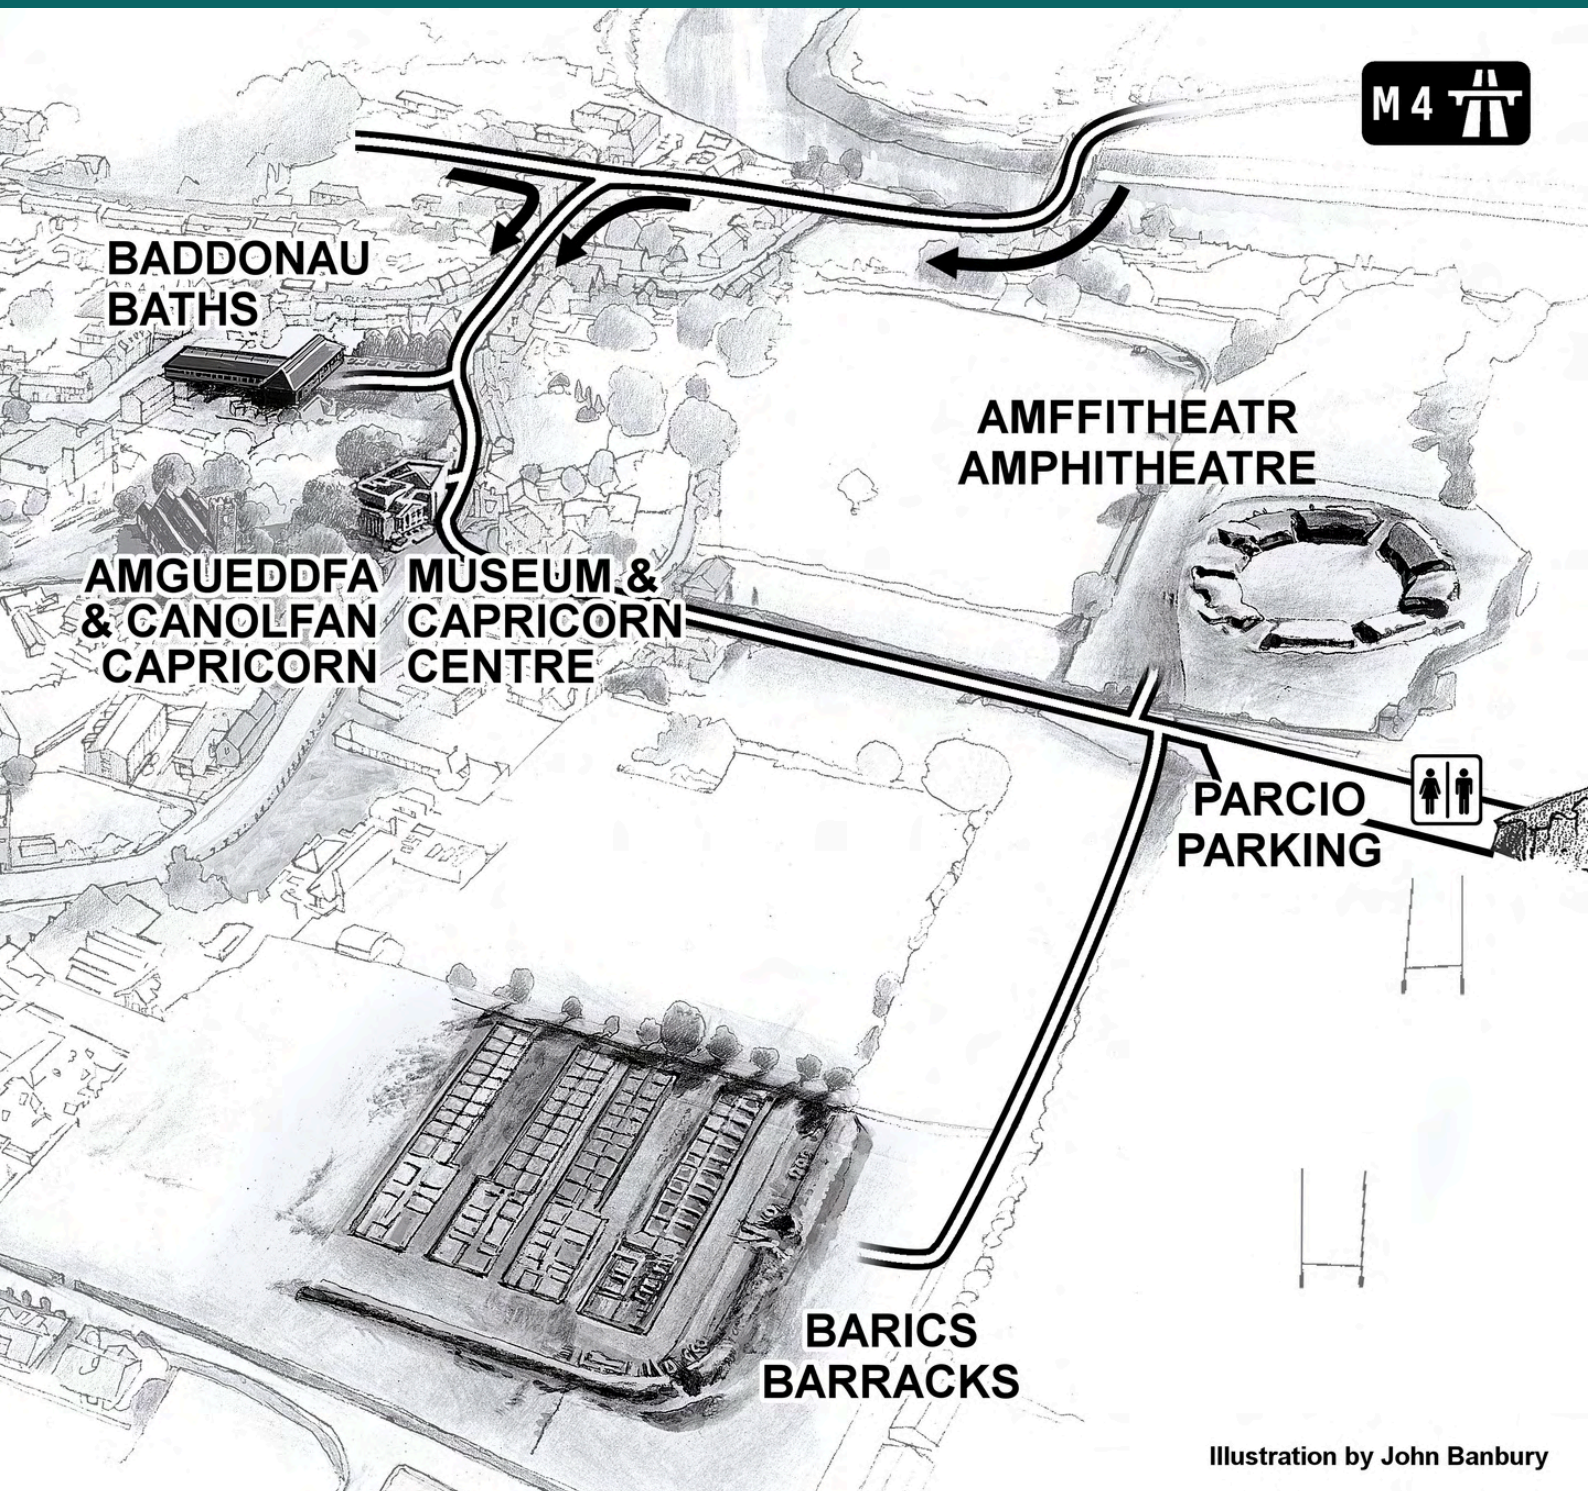 M4
BADDONAU
BATHS
AMFFITHEATR
AMPHITHEATRE
AMGUEDDFA
& CANOLFAN
CAPRICORN
MUSEUM &
CAPRICORN
CENTRE
PARCIO
PARKING
BARICS
BARRACKS
Illustration by John Banbury